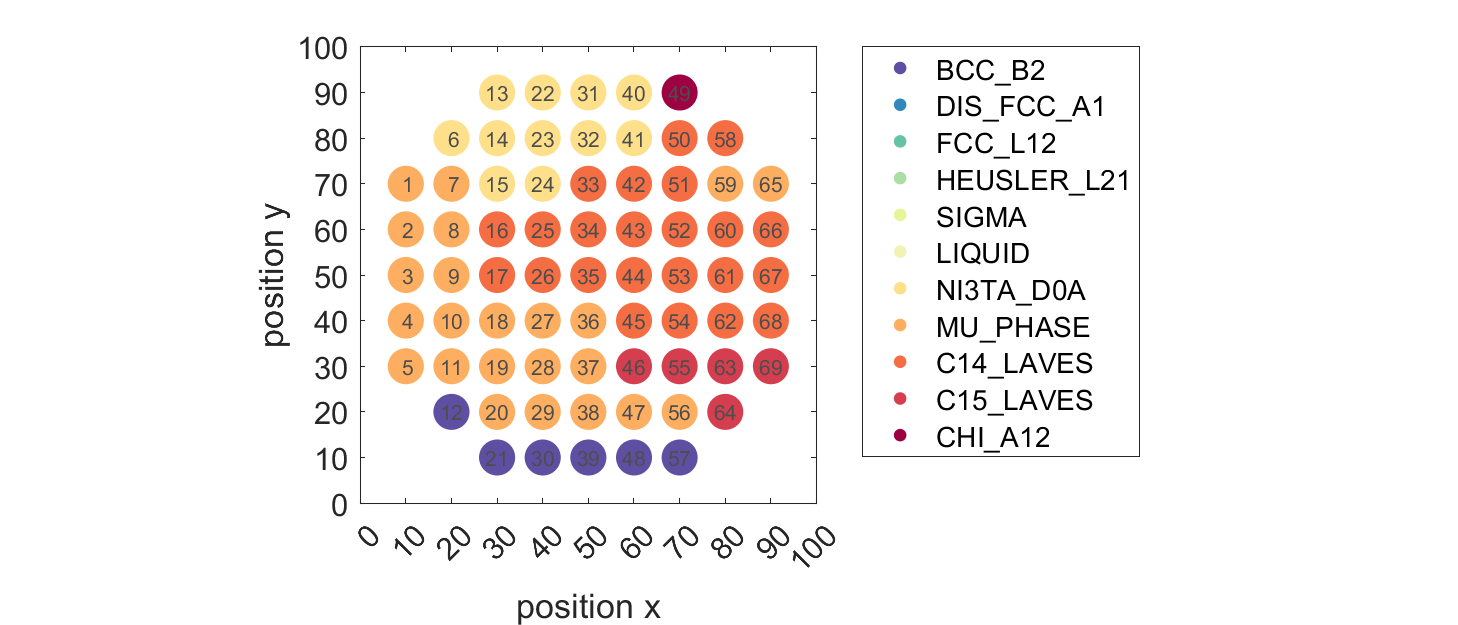 100
90
80
70
60
50
40
30
20
10
0
position y
13 22 31 40 49
6 14 23 32 41 50 58
1 7 15 24 33 42 51 59 65
2 8 16 25 34 43 52 60 66
3 9 17 26 35 44 53 61 67
4 10 18 27 36 45 54 62 68
5 11 19 28 37 46 55 63 69
12 20 29 38 47 56 64
21 30 39 48 57
0 10 20 30 40 50 60 70 80 90 100
position x
BCC_B2
DIS_FCC_A1
FCC_L12
HEUSLER_L21
SIGMA
LIQUID
NI3TA_D0A
MU_PHASE
C14_LAVES
C15_LAVES
CHI_A12